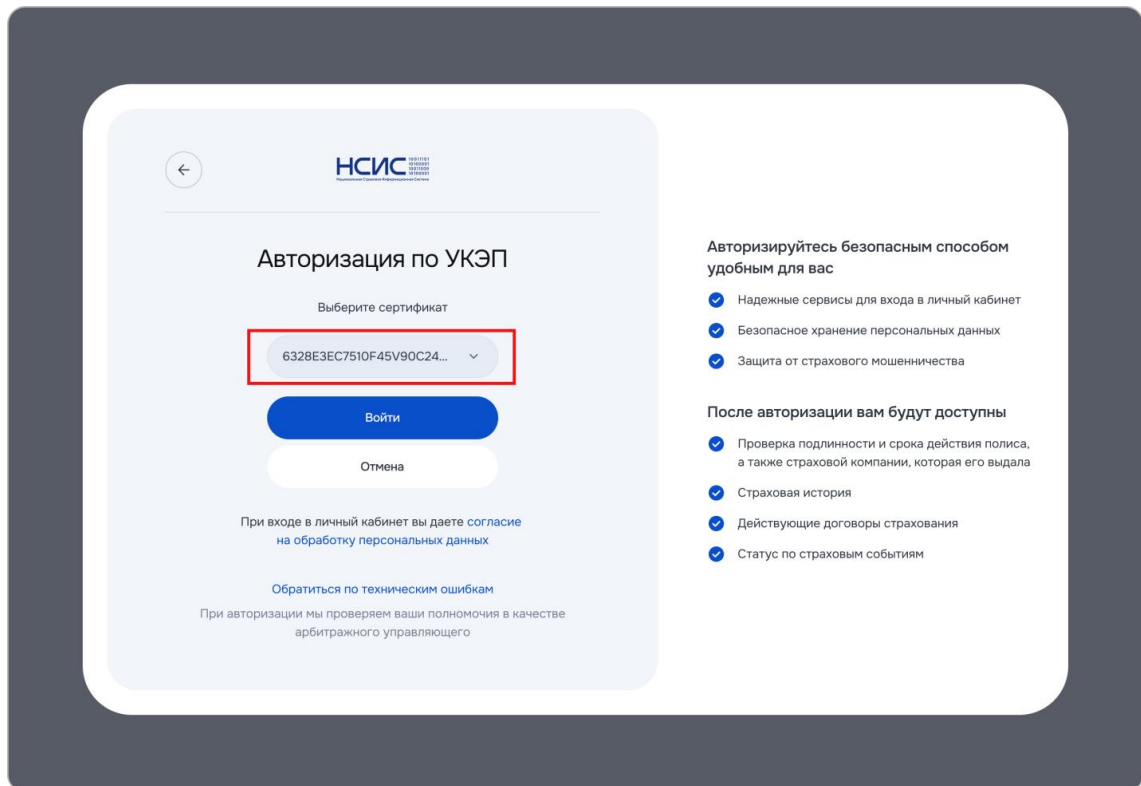 НСИС
Национальная Страховая Информационная Система
Авторизация по УКЭП
Выберите сертификат
6328E3EC7510F45V90C24...
Войти
Отмена
При входе в личный кабинет вы даете согласие
на обработку персональных данных
Обратиться по техническим ошибкам
При авторизации мы проверяем ваши полномочия в качестве
арбитражного управляющего
Авторизируйтесь безопасным способом
удобным для вас
Надежные сервисы для входа в личный кабинет
Безопасное хранение персональных данных
Защита от страхового мошенничества
После авторизации вам будут доступны
Проверка подлинности и срока действия полиса,
а также страховой компании, которая его выдала
Страховая история
Действующие договоры страхования
Статус по страховым событиям